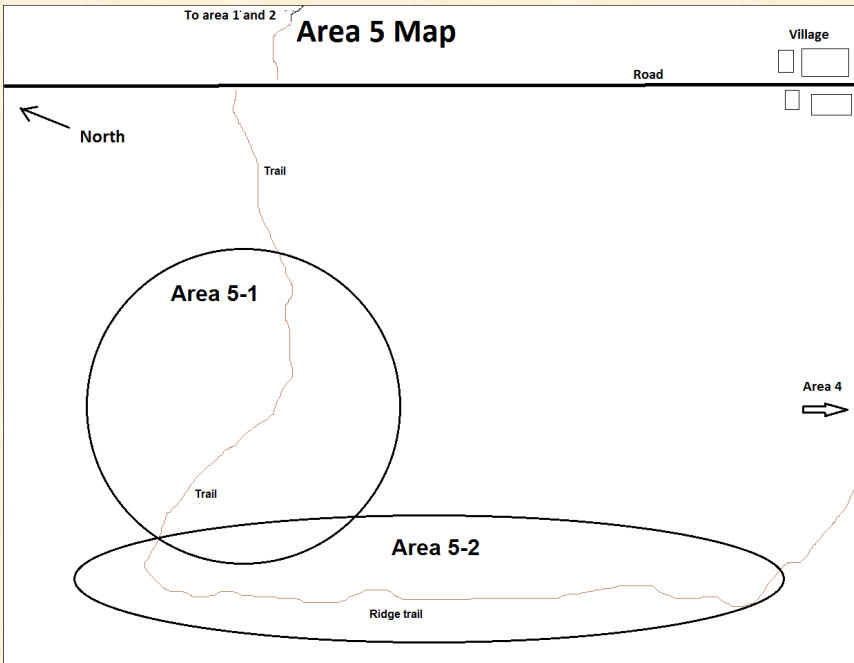 To area 1 and 2
Area 5 Map
Village
Road
North
Trail
Area 5-1
Area 4
Trail
Area 5-2
Ridge trail